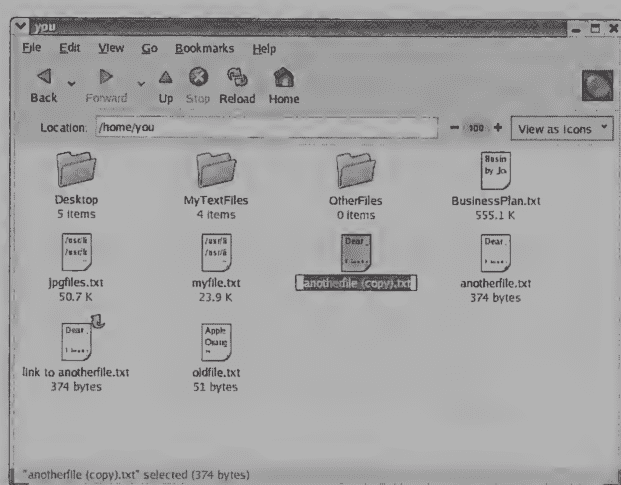 you
File Edit View Go Bookmarks Help
Back Forward Up Stop Reload Home
Location: /home/you - 100 + View as Icons
Desktop MyTextFiles OtherFiles BusinessPlan.txt
5 items 4 items 0 items 555.1 K
jpgfiles.txt myfile.txt anotherfile (copy).txt anotherfile.txt
50.7 K 23.9 K 374 bytes
link to anotherfile.txt oldfile.txt
374 bytes 51 bytes
"anotherfile (copy).txt" selected (374 bytes)